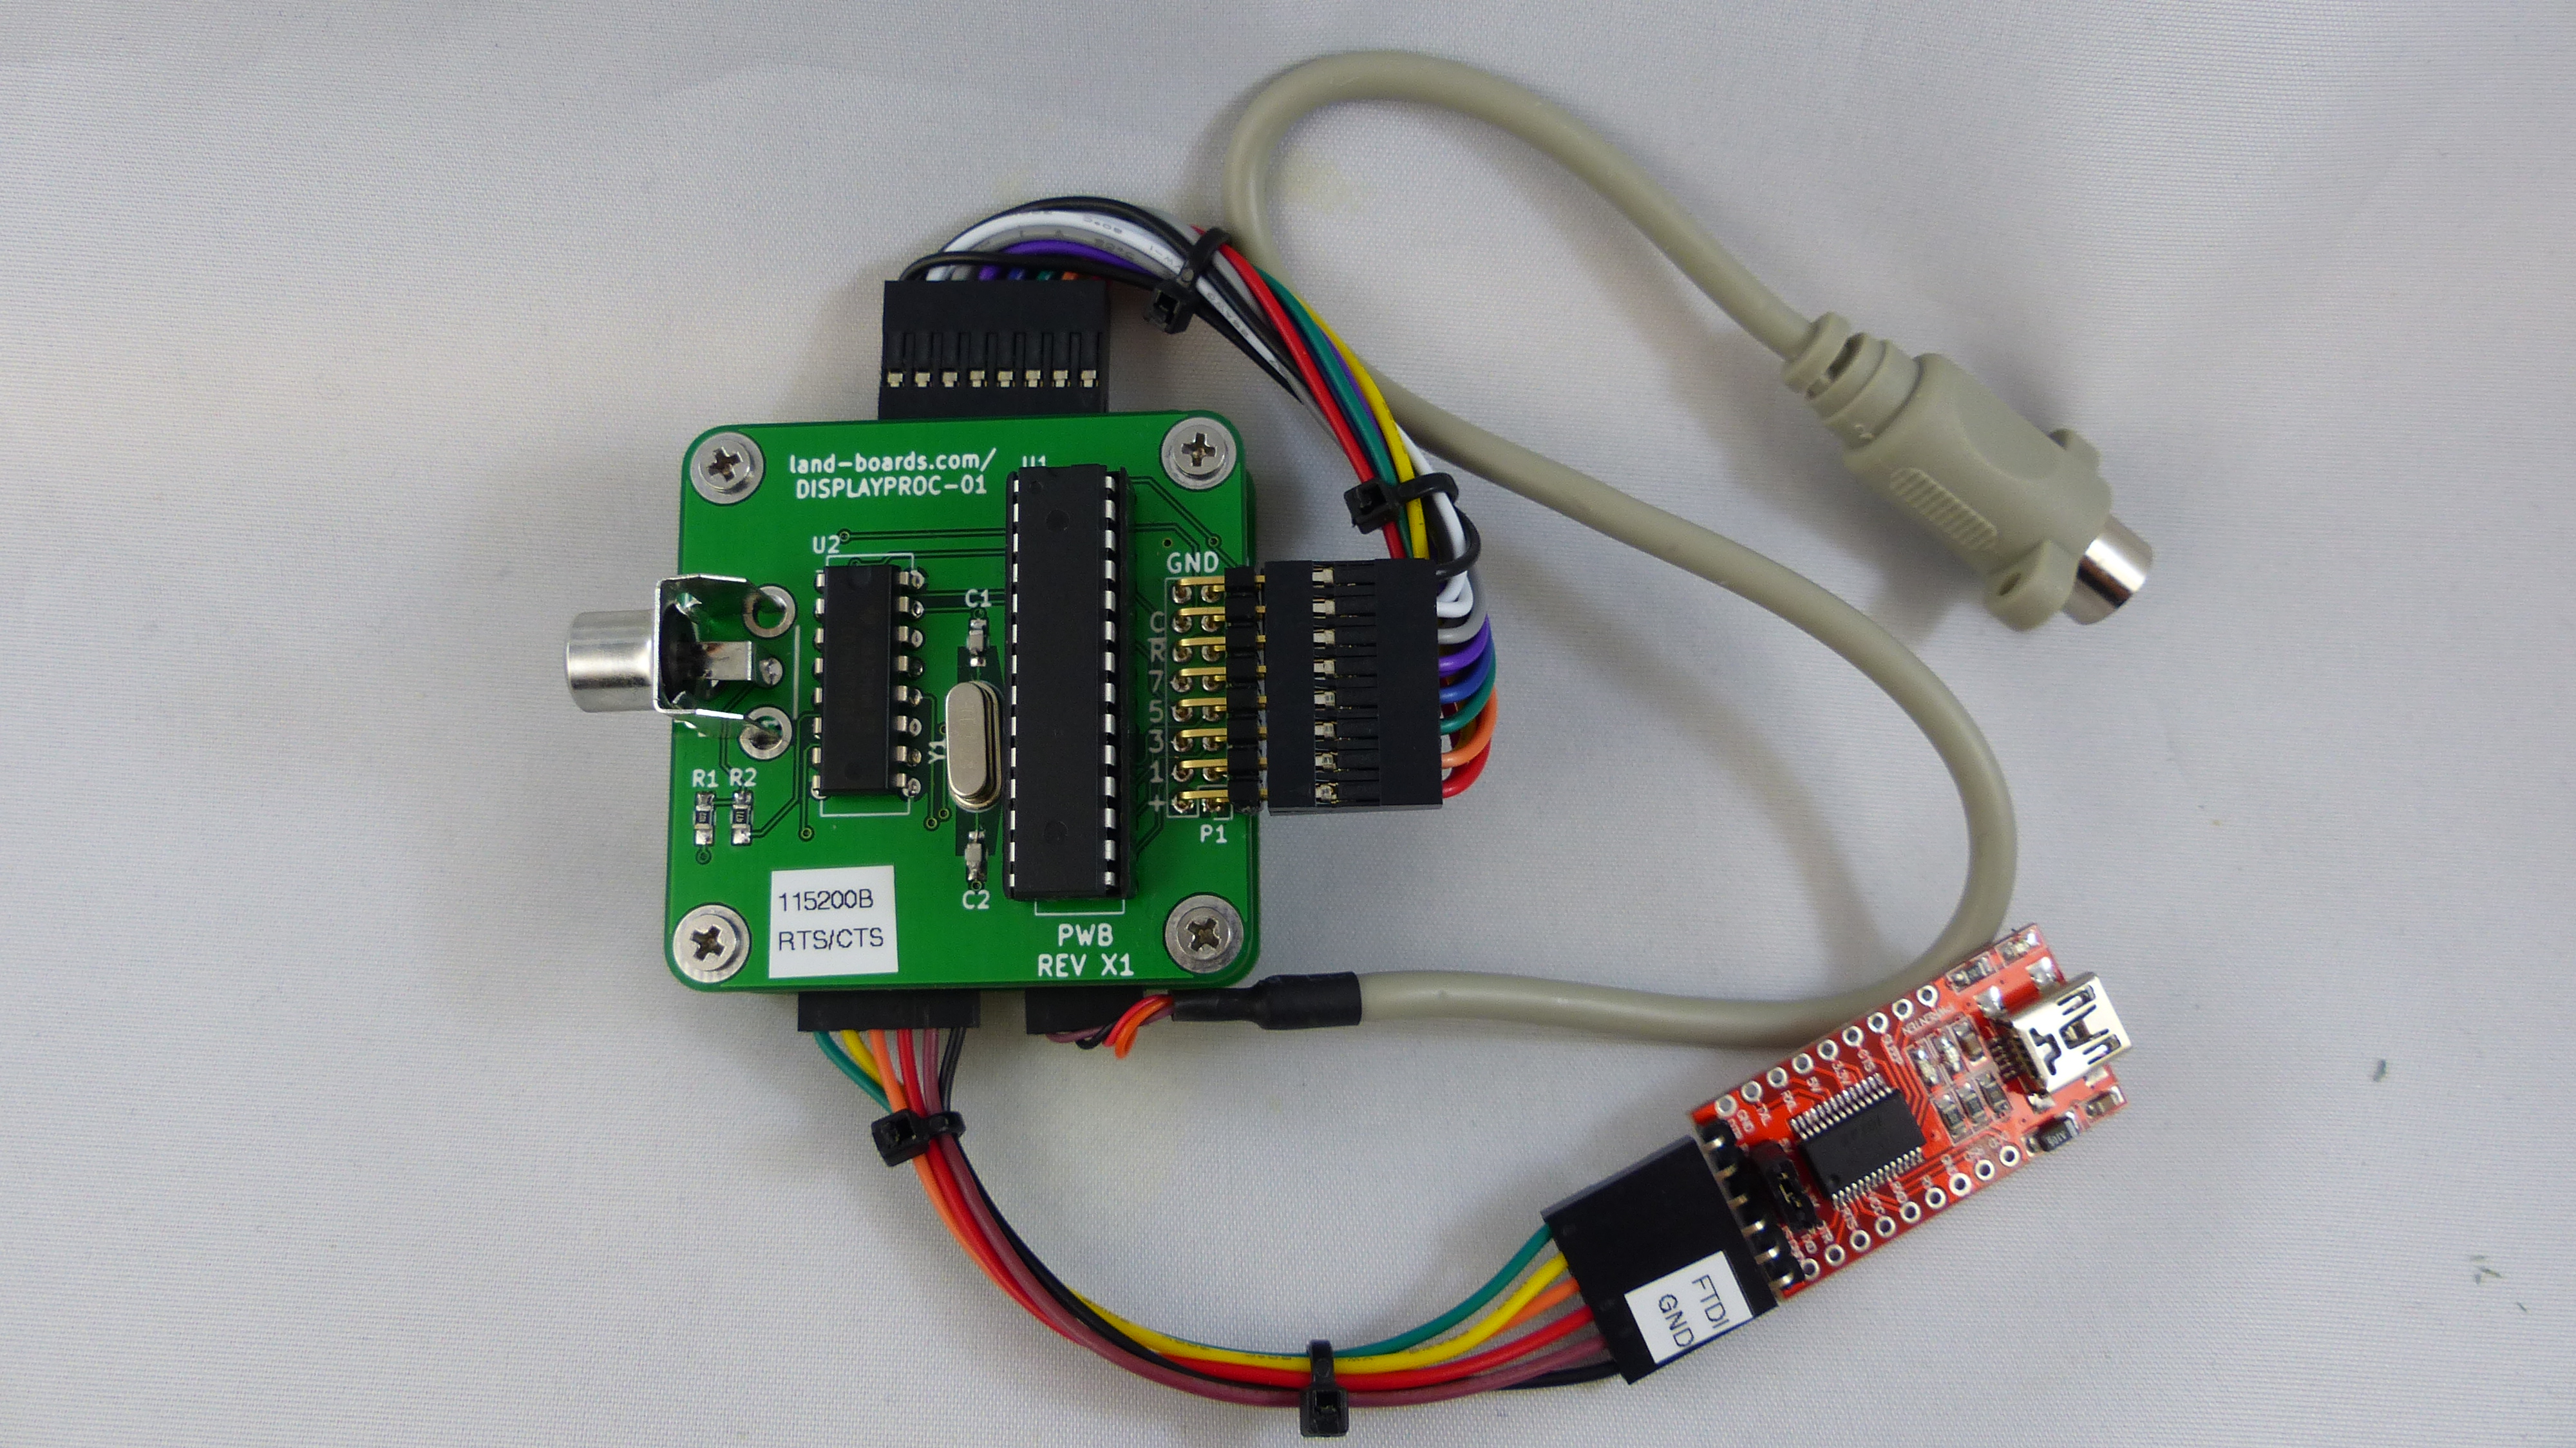 land-boards.com/
DISPLAYPROC-01
U1
U2
GND
C1
C
R
7
5
3
1
+
Y1
R1 R2
P1
C2
115200B
RTS/CTS
PWB
REV X1
FTDI
GND